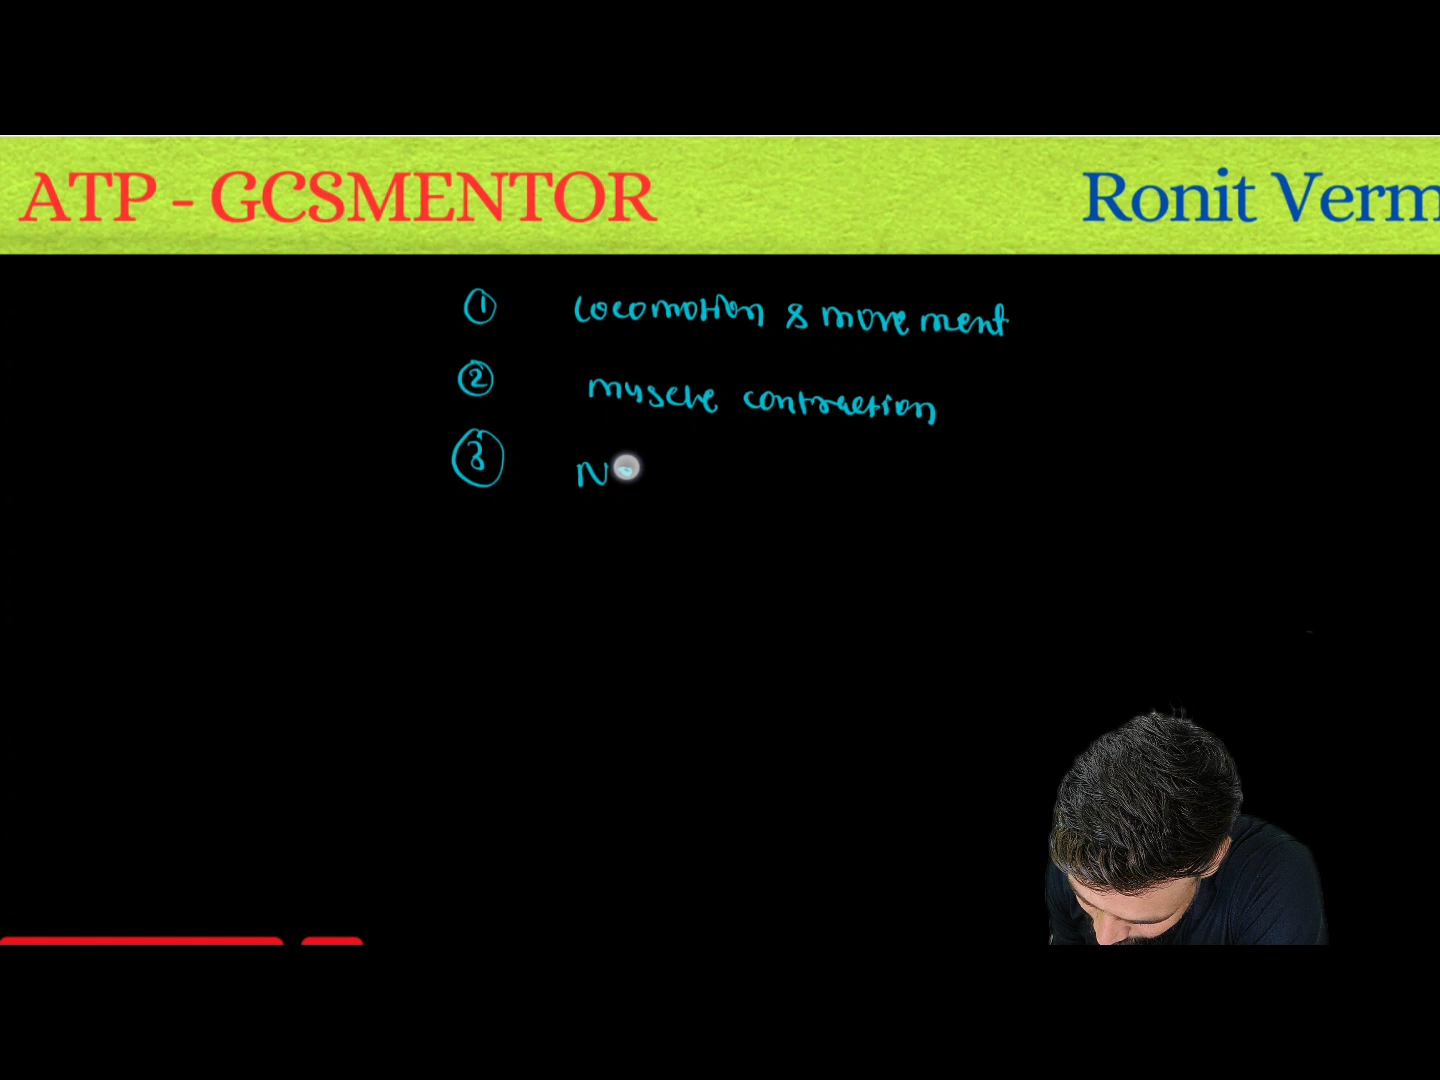 ATP - GCSMENTOR Ronit Verm
① Locomotion & movement
② muscle contraction
③ N